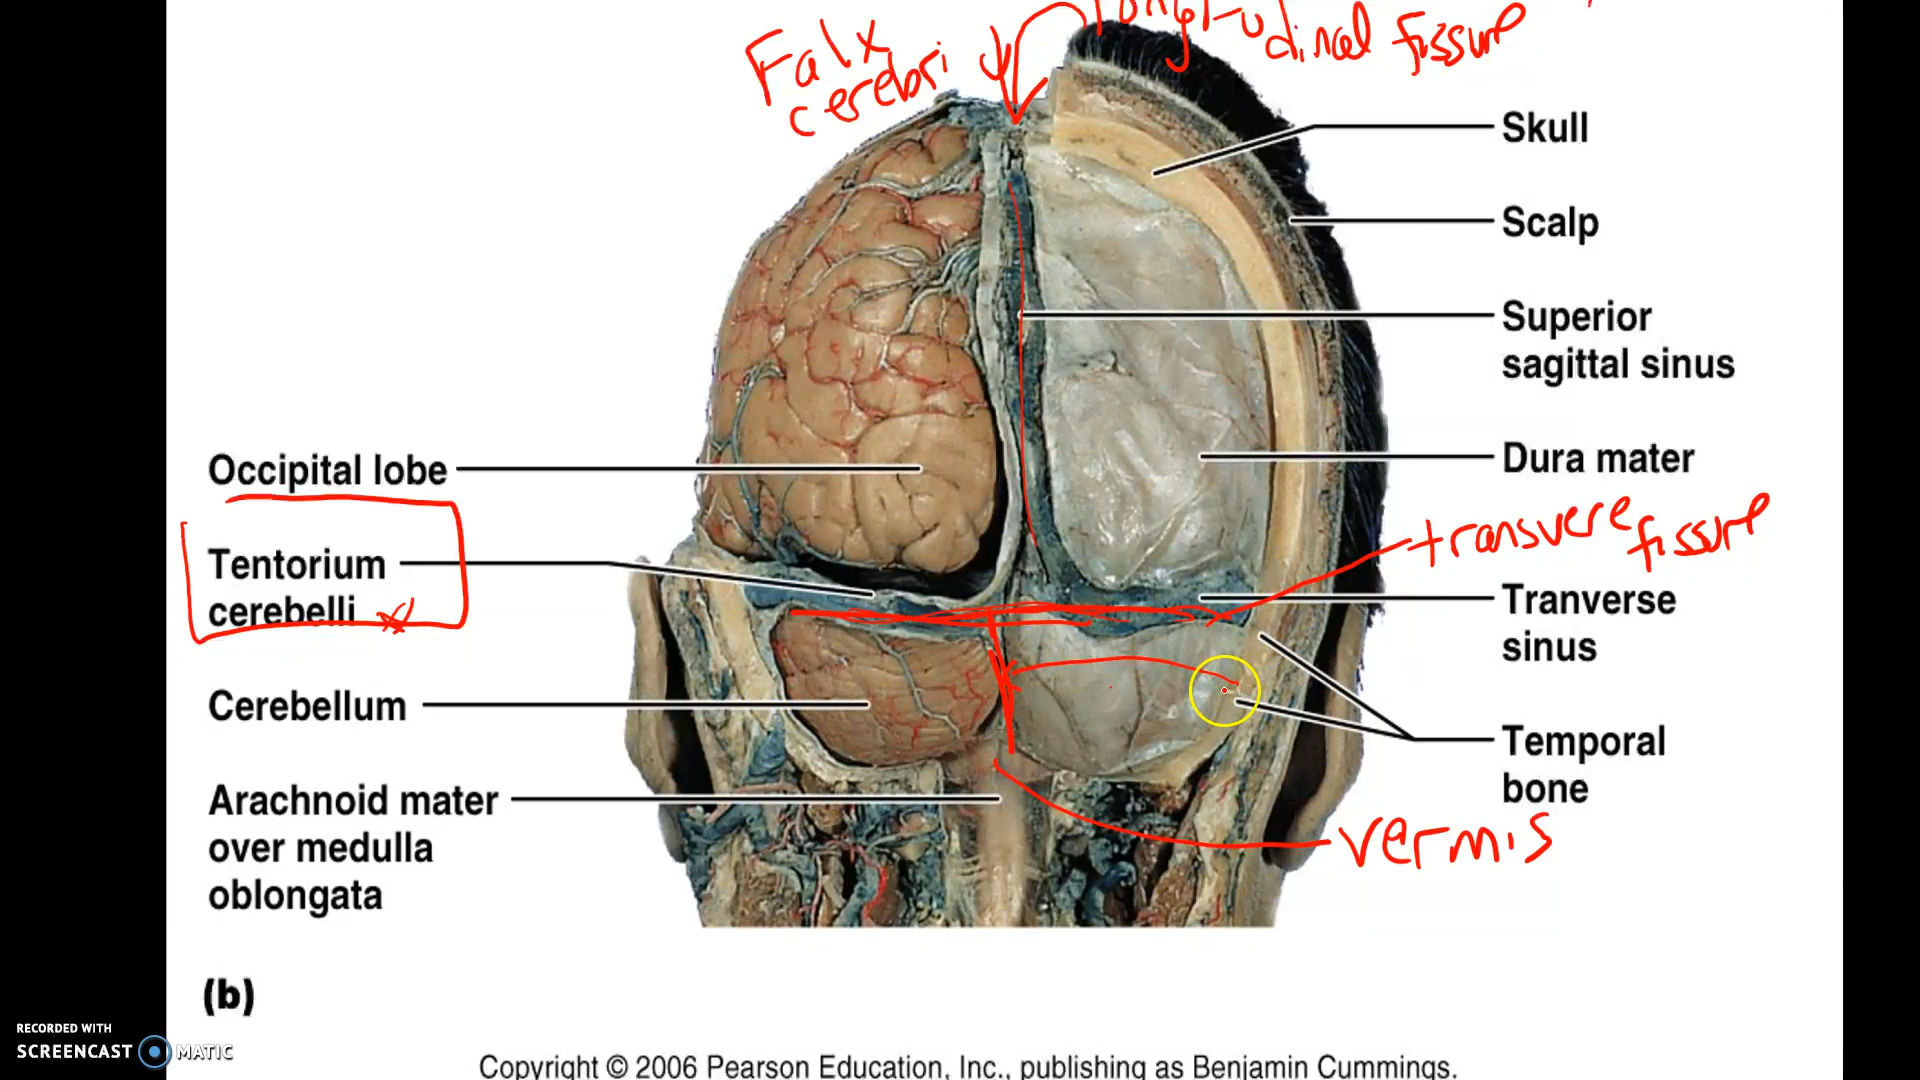 Falx
cerebri
longitudinal fissure
Skull
Scalp
Superior
sagittal sinus
Dura mater
Occipital lobe
transvere
fissure
Tentorium
cerebelli
Tranverse
sinus
Cerebellum
Temporal
bone
Arachnoid mater
over medulla
oblongata
vermis
(b)
RECORDED WITH
SCREENCAST MATIC
Copyright © 2006 Pearson Education, Inc., publishing as Benjamin Cummings.